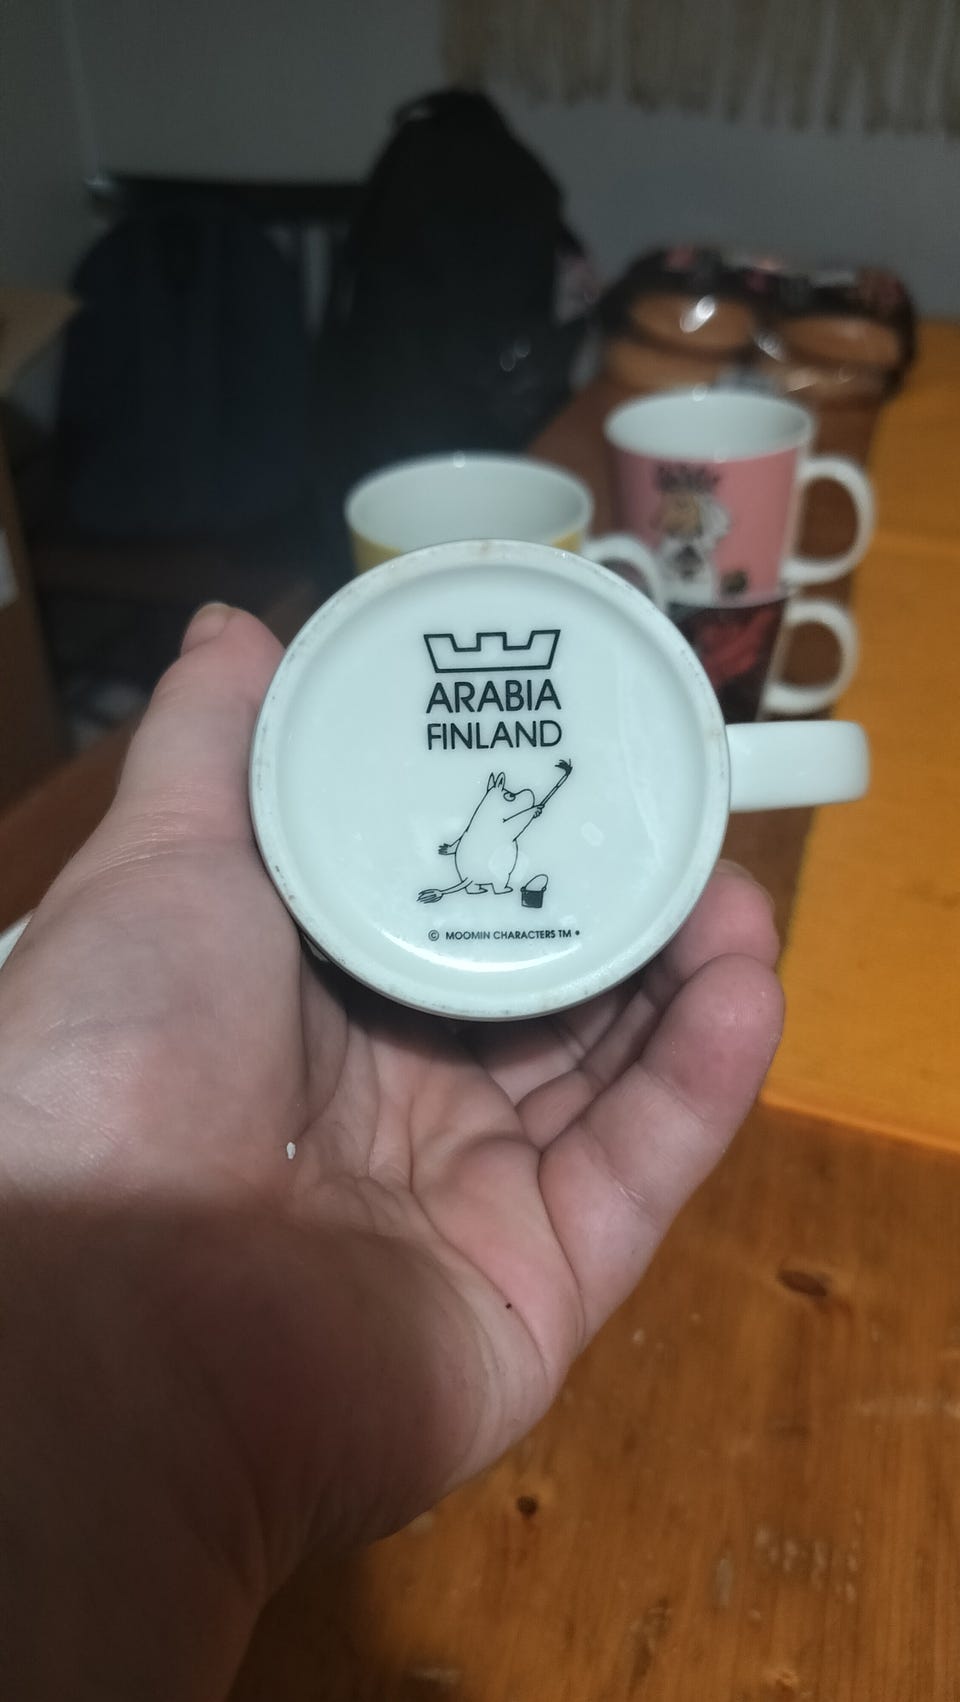 ARABIA
FINLAND
© MOOMIN CHARACTERS TM •